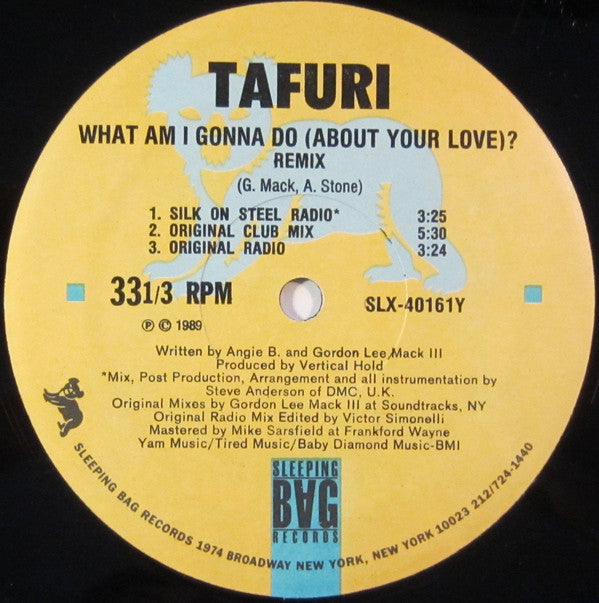 TAFURI
WHAT AM I GONNA DO (ABOUT YOUR LOVE)?
REMIX
(G. Mack, A. Stone)
1. SILK ON STEEL RADIO* 3:25
2. ORIGINAL CLUB MIX 5:30
3. ORIGINAL RADIO 3:24
331/3 RPM SLX-40161Y
℗ © 1989
Written by Angie B. and Gordon Lee Mack III
Produced by Vertical Hold
*Mix, Post Production, Arrangement and all instrumentation by
Steve Anderson of DMC, U.K.
Original Mixes by Gordon Lee Mack III at Soundtracks, NY
Original Radio Mix Edited by Victor Simonelli
Mastered by Mike Sarsfield at Frankford Wayne
Yam Music/Tired Music/Baby Diamond Music-BMI
SLEEPING
BAG
RECORDS
SLEEPING BAG RECORDS 1974 BROADWAY NEW YORK, NEW YORK 10023 212/724-1440